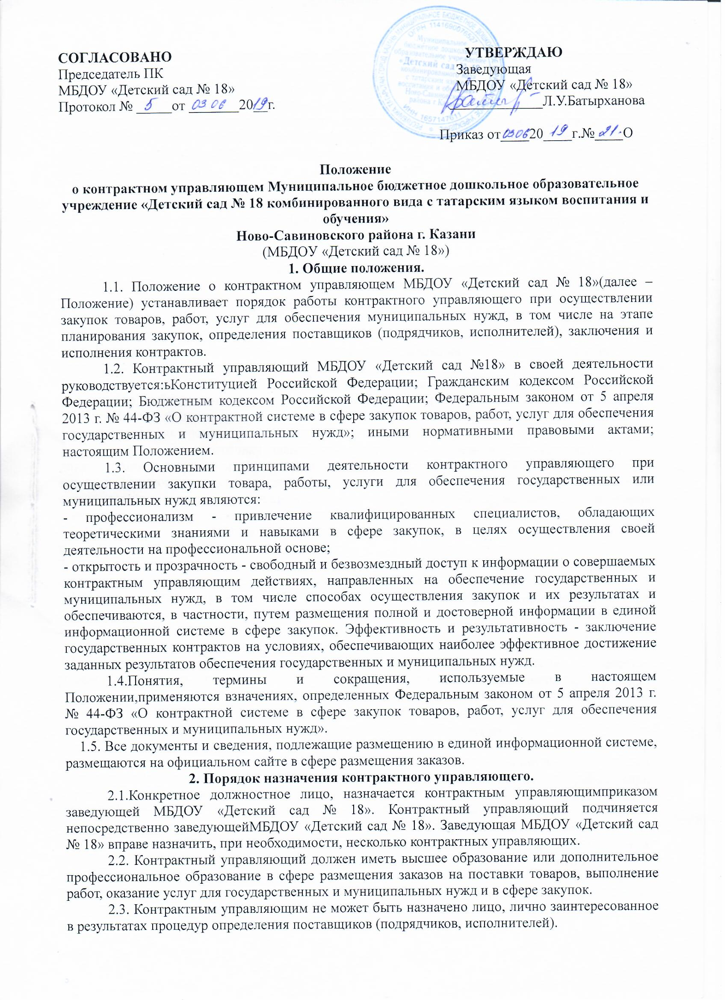 СОГЛАСОВАНО
Председатель ПК
МБДОУ «Детский сад № 18»
Протокол № 5 от 03 06 2019г.
УТВЕРЖДАЮ
Заведующая
МБДОУ «Детский сад № 18»
Л.У.Батырханова
Приказ от 03 06 20 19 г.№ 21-О
ОГРН 1141690076527
Муниципальное
бюджетное дошкольное
образовательное учреждение
«Детский сад №
комбинированного вида
с татарским
воспитания и
Ново-Савиновского
района г.
ИНН 1657147611
Положение
о контрактном управляющем Муниципальное бюджетное дошкольное образовательное
учреждение «Детский сад № 18 комбинированного вида с татарским языком воспитания и
обучения»
Ново-Савиновского района г. Казани
(МБДОУ «Детский сад № 18»)
1. Общие положения.
1.1. Положение о контрактном управляющем МБДОУ «Детский сад № 18»(далее –
Положение) устанавливает порядок работы контрактного управляющего при осуществлении
закупок товаров, работ, услуг для обеспечения муниципальных нужд, в том числе на этапе
планирования закупок, определения поставщиков (подрядчиков, исполнителей), заключения и
исполнения контрактов.
1.2. Контрактный управляющий МБДОУ «Детский сад №18» в своей деятельности
руководствуется:ьКонституцией Российской Федерации; Гражданским кодексом Российской
Федерации; Бюджетным кодексом Российской Федерации; Федеральным законом от 5 апреля
2013 г. № 44-ФЗ «О контрактной системе в сфере закупок товаров, работ, услуг для обеспечения
государственных и муниципальных нужд»; иными нормативными правовыми актами;
настоящим Положением.
1.3. Основными принципами деятельности контрактного управляющего при
осуществлении закупки товара, работы, услуги для обеспечения государственных или
муниципальных нужд являются:
- профессионализм - привлечение квалифицированных специалистов, обладающих
теоретическими знаниями и навыками в сфере закупок, в целях осуществления своей
деятельности на профессиональной основе;
- открытость и прозрачность - свободный и безвозмездный доступ к информации о совершаемых
контрактным управляющим действиях, направленных на обеспечение государственных и
муниципальных нужд, в том числе способах осуществления закупок и их результатах и
обеспечиваются, в частности, путем размещения полной и достоверной информации в единой
информационной системе в сфере закупок. Эффективность и результативность - заключение
государственных контрактов на условиях, обеспечивающих наиболее эффективное достижение
заданных результатов обеспечения государственных и муниципальных нужд.
1.4.Понятия, термины и сокращения, используемые в настоящем
Положении,применяются взначениях, определенных Федеральным законом от 5 апреля 2013 г.
№ 44-ФЗ «О контрактной системе в сфере закупок товаров, работ, услуг для обеспечения
государственных и муниципальных нужд».
1.5. Все документы и сведения, подлежащие размещению в единой информационной системе,
размещаются на официальном сайте в сфере размещения заказов.
2. Порядок назначения контрактного управляющего.
2.1.Конкретное должностное лицо, назначается контрактным управляющимприказом
заведующей МБДОУ «Детский сад № 18». Контрактный управляющий подчиняется
непосредственно заведующейМБДОУ «Детский сад № 18». Заведующая МБДОУ «Детский сад
№ 18» вправе назначить, при необходимости, несколько контрактных управляющих.
2.2. Контрактный управляющий должен иметь высшее образование или дополнительное
профессиональное образование в сфере размещения заказов на поставки товаров, выполнение
работ, оказание услуг для государственных и муниципальных нужд и в сфере закупок.
2.3. Контрактным управляющим не может быть назначено лицо, лично заинтересованное
в результатах процедур определения поставщиков (подрядчиков, исполнителей).